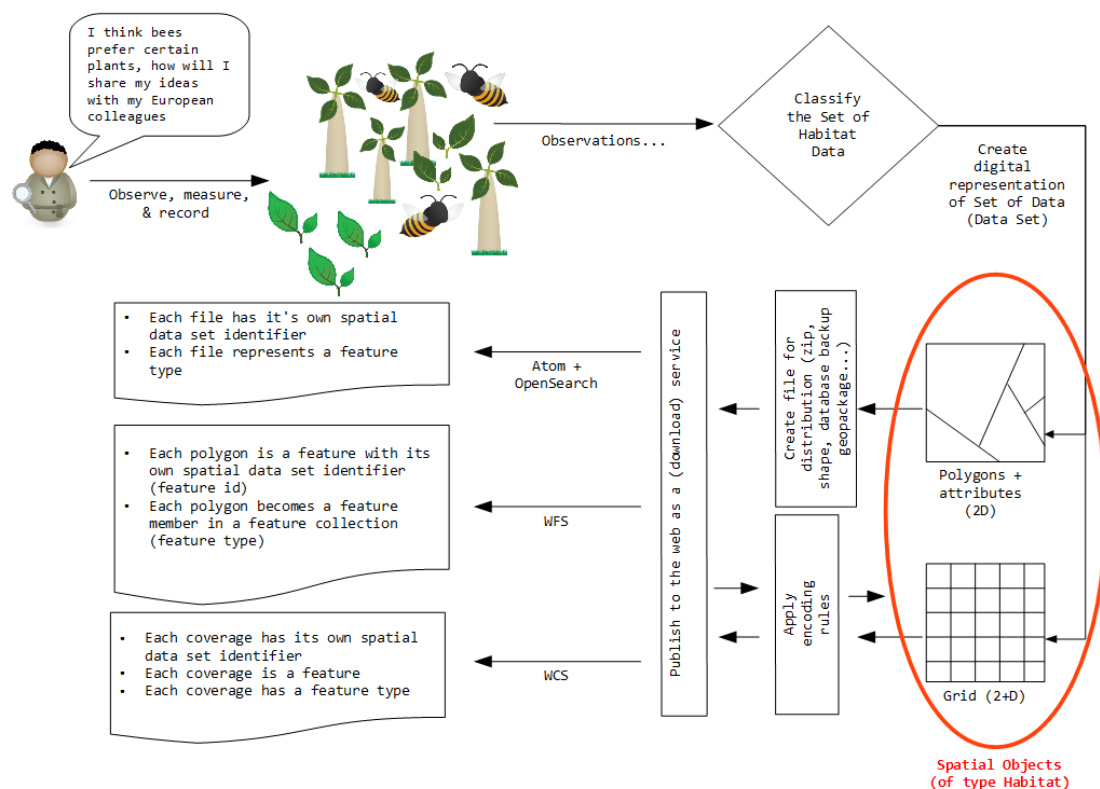 I think bees
prefer certain
plants, how will I
share my ideas
with my European
colleagues
Observe, measure,
& record
Observations...
Classify
the Set of
Habitat
Data
Create
digital
representation
of Set of Data
(Data Set)
• Each file has it's own spatial
data set identifier
• Each file represents a feature
type
Atom +
OpenSearch
Publish to the web as a (download) service
Create file for
distribution (zip,
shape, database backup
geopackage...)
Polygons +
attributes
(2D)
• Each polygon is a feature with its
own spatial data set identifier
(feature id)
• Each polygon becomes a feature
member in a feature collection
(feature type)
WFS
Apply
encoding
rules
Grid (2+D)
• Each coverage has its own spatial
data set identifier
• Each coverage is a feature
• Each coverage has a feature type
WCS
Spatial Objects
(of type Habitat)